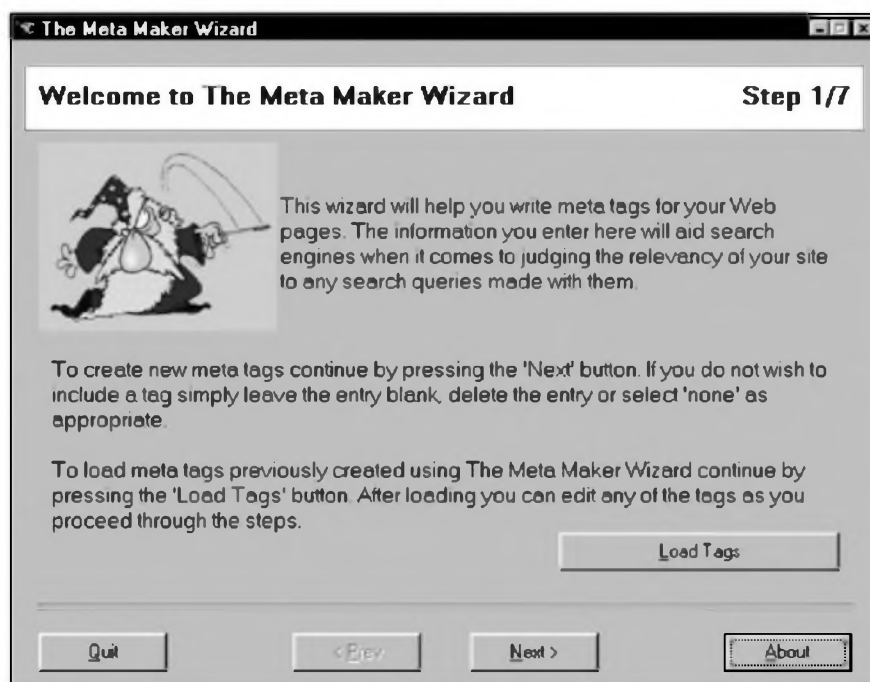 The Meta Maker Wizard
Welcome to The Meta Maker Wizard Step 1/7
This wizard will help you write meta tags for your Web
pages. The information you enter here will aid search
engines when it comes to judging the relevancy of your site
to any search queries made with them.
To create new meta tags continue by pressing the 'Next' button. If you do not wish to
include a tag simply leave the entry blank, delete the entry or select 'none' as
appropriate.
To load meta tags previously created using The Meta Maker Wizard continue by
pressing the 'Load Tags' button. After loading you can edit any of the tags as you
proceed through the steps.
Load Tags
Quit < Prev Next > About